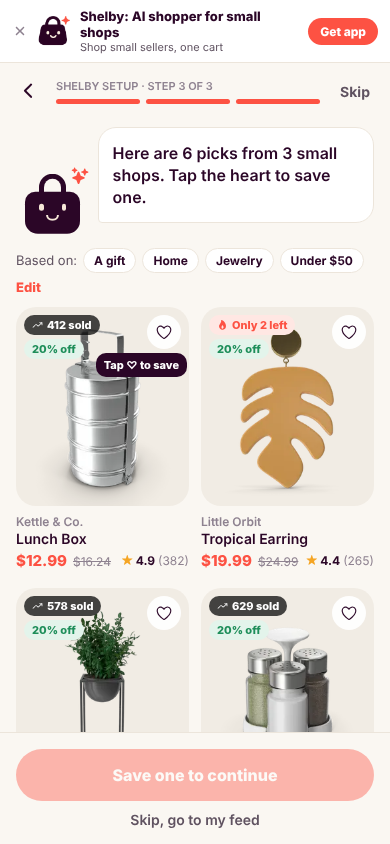 Shelby: AI shopper for small shops
Shop small sellers, one cart
Get app
SHELBY SETUP · STEP 3 OF 3
Skip
Here are 6 picks from 3 small
shops. Tap the heart to save
one.
Based on:
A gift
Home
Jewelry
Under $50
Edit
412 sold
20% off
Tap ♡ to save
Only 2 left
20% off
Kettle & Co.
Lunch Box
$12.99 $16.24 ★ 4.9 (382)
Little Orbit
Tropical Earring
$19.99 $24.99 ★ 4.4 (265)
578 sold
20% off
629 sold
20% off
Save one to continue
Skip, go to my feed